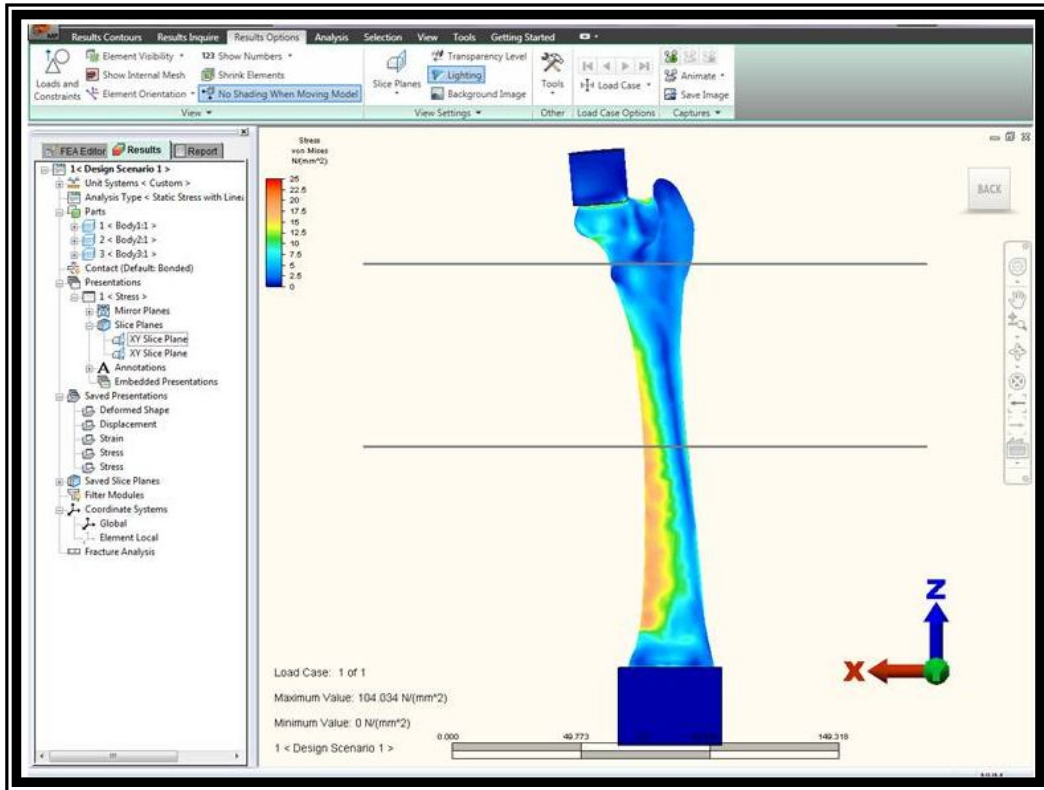 MP
Results Contours Results Inquire Results Options Analysis Selection View Tools Getting Started
Element Visibility 123 Show Numbers Transparency Level
Loads and Constraints Show Internal Mesh Shrink Elements Slice Planes Lighting Tools Load Case Animate
Element Orientation No Shading When Moving Model Background Image Save Image
View View Settings Other Load Case Options Captures
FEA Editor Results Report
1 < Design Scenario 1 >
Unit Systems < Custom >
Analysis Type < Static Stress with Linea
Parts
1 < Body1:1 >
2 < Body2:1 >
3 < Body3:1 >
Contact (Default: Bonded)
Presentations
1 < Stress >
Mirror Planes
Slice Planes
XY Slice Plane
XY Slice Plane
A Annotations
Embedded Presentations
Saved Presentations
Deformed Shape
Displacement
Strain
Stress
Stress
Saved Slice Planes
Filter Modules
Coordinate Systems
Global
Element Local
Fracture Analysis
Stress
von Mises
N/(mm^2)
25
22.5
20
17.5
15
12.5
10
7.5
5
2.5
0
BACK
Z
X
Load Case: 1 of 1
Maximum Value: 104.034 N/(mm^2)
Minimum Value: 0 N/(mm^2)
1 < Design Scenario 1 >
0.000 49.773 149.318